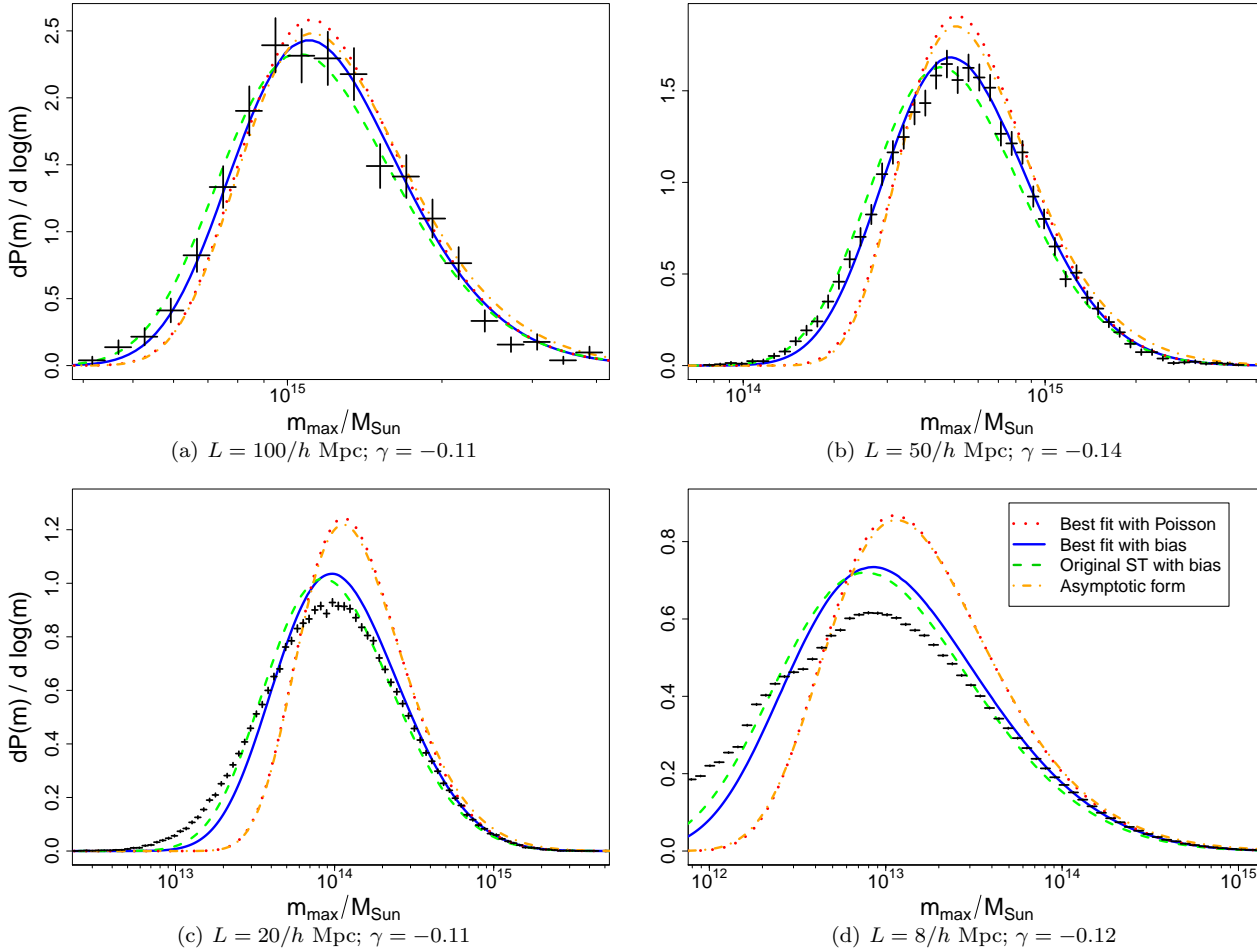 dP(m) / d log(m)
0.0 0.5 1.0 1.5 2.0 2.5
10^15
m_max/M_Sun
(a) L = 100/h Mpc; γ = −0.11
0.0 0.5 1.0 1.5
10^14 10^15
m_max/M_Sun
(b) L = 50/h Mpc; γ = −0.14
dP(m) / d log(m)
0.0 0.2 0.4 0.6 0.8 1.0 1.2
10^13 10^14 10^15
m_max/M_Sun
(c) L = 20/h Mpc; γ = −0.11
0.0 0.2 0.4 0.6 0.8
Best fit with Poisson
Best fit with bias
Original ST with bias
Asymptotic form
10^12 10^13 10^14 10^15
m_max/M_Sun
(d) L = 8/h Mpc; γ = −0.12